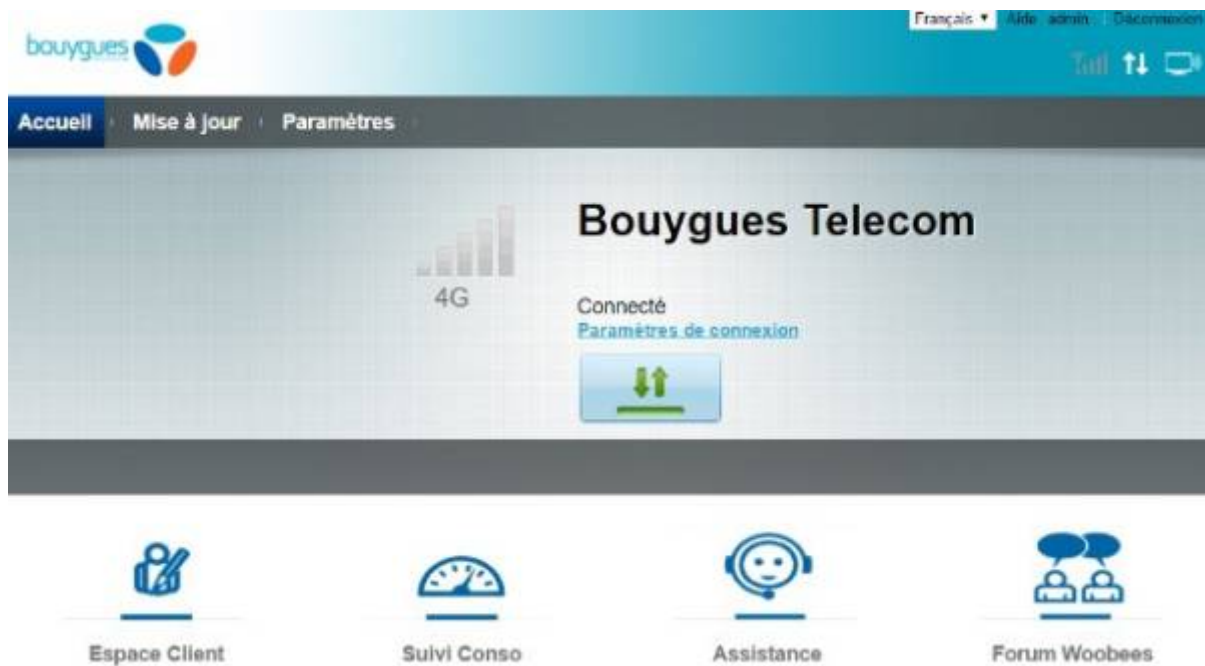 Français Aide admin Déconnexion
bouygues
Accueil Mise à jour Paramètres
Bouygues Telecom
4G
Connecté
Paramètres de connexion
Espace Client Suivi Conso Assistance Forum Woobees